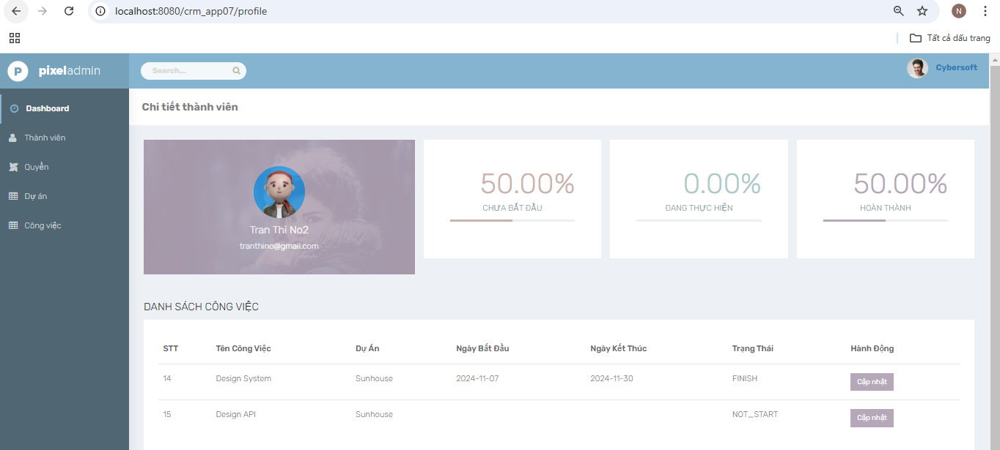 localhost:8080/crm_app07/profile
N
Tất cả dấu trang
P pixeladmin
Search...
Cybersoft
Dashboard
Thành viên
Quyền
Dự án
Công việc
Chi tiết thành viên
Tran Thi No2
tranthino@gmail.com
50.00%
CHƯA BẮT ĐẦU
0.00%
ĐANG THỰC HIỆN
50.00%
HOÀN THÀNH
DANH SÁCH CÔNG VIỆC
STT Tên Công Việc Dự Án Ngày Bắt Đầu Ngày Kết Thúc Trạng Thái Hành Động
14 Design System Sunhouse 2024-11-07 2024-11-30 FINISH Cập nhật
15 Design API Sunhouse NOT_START Cập nhật